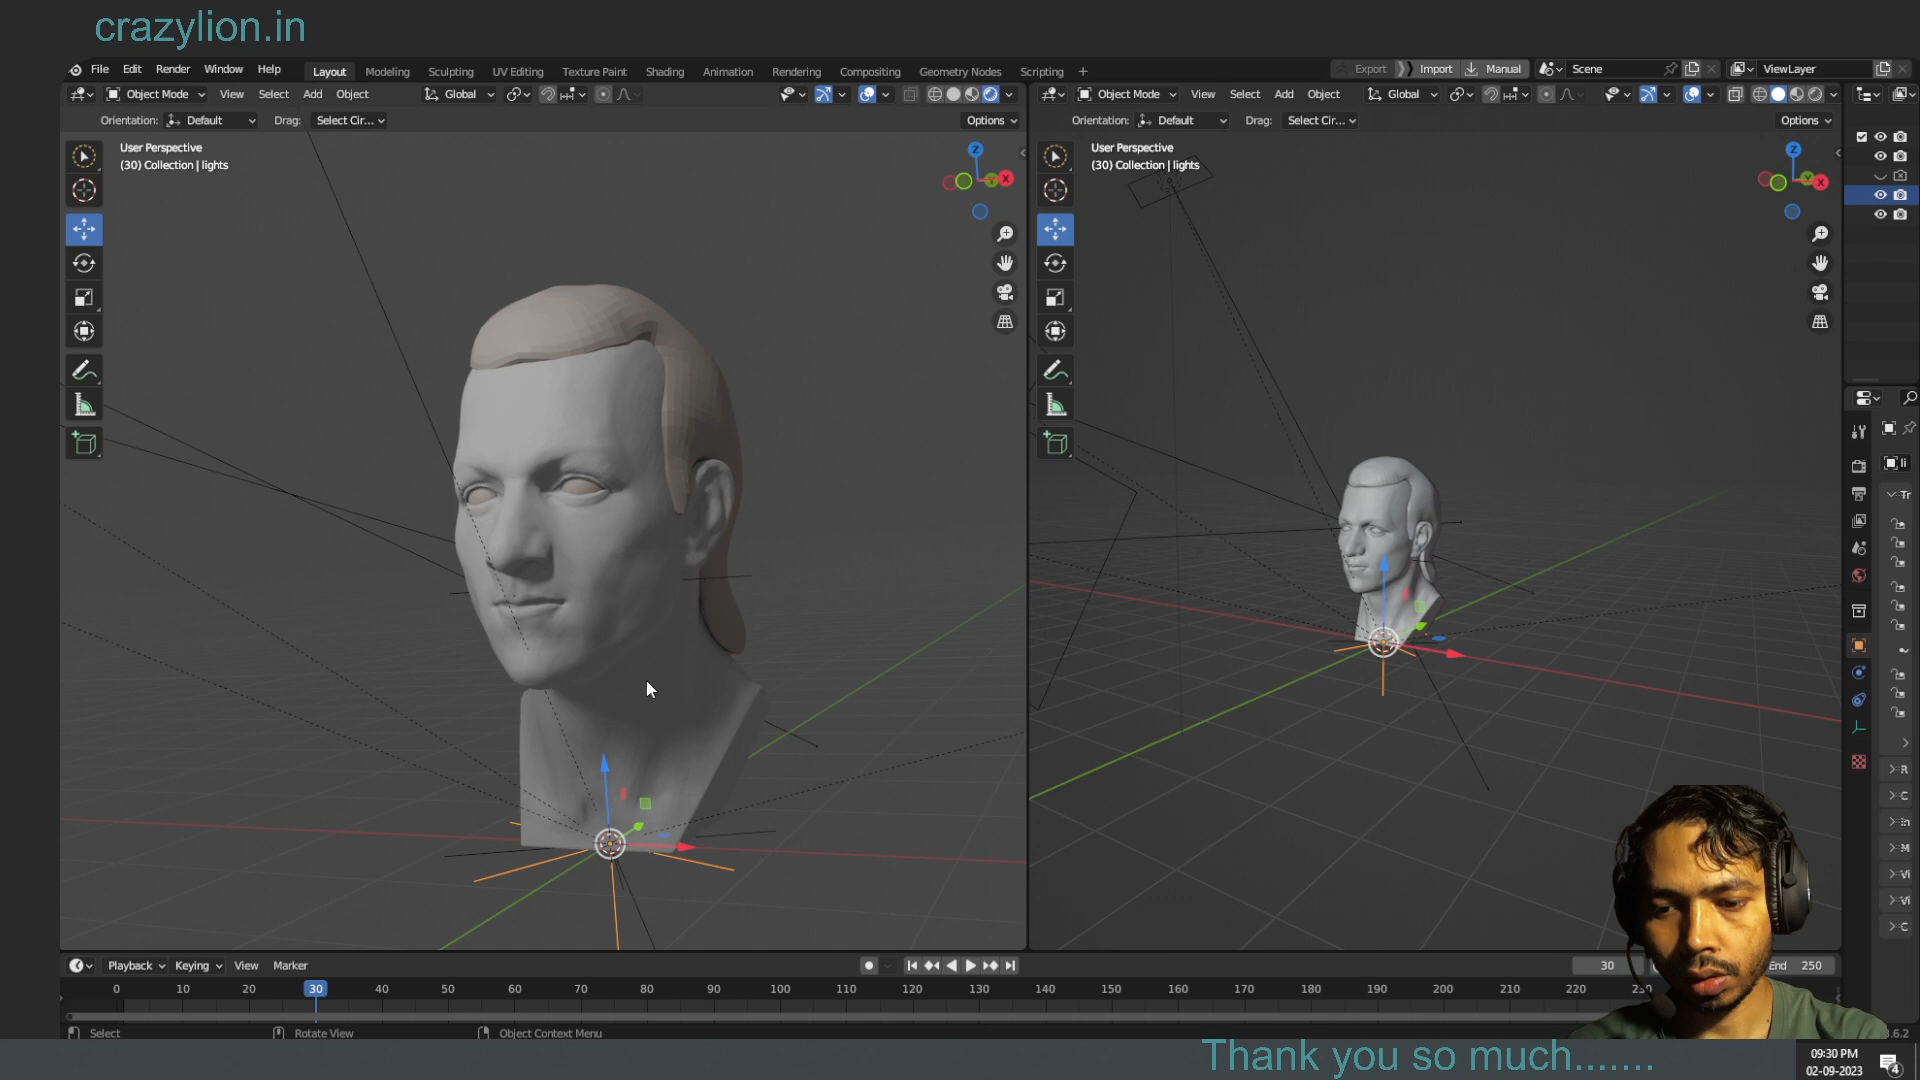 crazylion.in
File Edit Render Window Help Layout Modeling Sculpting UV Editing Texture Paint Shading Animation Rendering Compositing Geometry Nodes Scripting + Export Import Manual Scene ViewLayer
Object Mode View Select Add Object Global
Orientation: Default Drag: Select Cir... Options
User Perspective
(30) Collection | lights
Z
Y
X
Object Mode View Select Add Object Global
Orientation: Default Drag: Select Cir... Options
User Perspective
(30) Collection | lights
Z
Y
X
Tr
R
C
In
M
Vi
Vi
C
Playback Keying View Marker 30 End 250
0 10 20 30 40 50 60 70 80 90 100 110 120 130 140 150 160 170 180 190 200 210 220
Select Rotate View Object Context Menu
Thank you so much.......
09:30 PM
02-09-2023
4